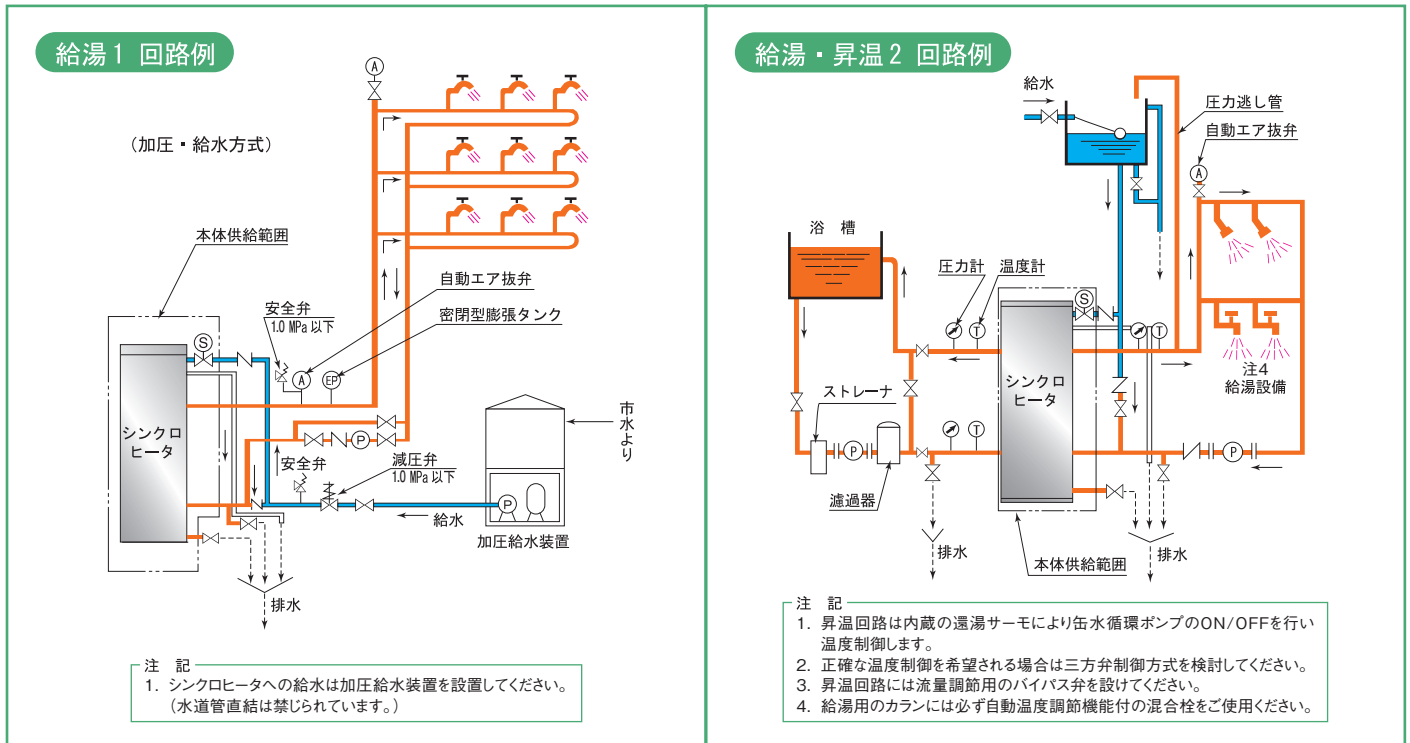 給湯1 回路例
(加圧・給水方式)
A
本体供給範囲
自動エア抜弁
安全弁
1.0 MPa 以下
密閉型膨張タンク
S
A
EP
シンクロ
ヒータ
P
市水より
安全弁
減圧弁
1.0 MPa 以下
P
給水
加圧給水装置
排水
注 記
1. シンクロヒータへの給水は加圧給水装置を設置してください。
(水道管直結は禁じられています。)
給湯・昇温2 回路例
給水
圧力逃し管
自動エア抜弁
A
浴 槽
圧力計
温度計
S
T
T
シンクロ
ヒータ
注4
給湯設備
ストレーナ
T
P
P
濾過器
排水
本体供給範囲
排水
注 記
1. 昇温回路は内蔵の還湯サーモにより缶水循環ポンプのON/OFFを行い
温度制御します。
2. 正確な温度制御を希望される場合は三方弁制御方式を検討してください。
3. 昇温回路には流量調節用のバイパス弁を設けてください。
4. 給湯用のカランには必ず自動温度調節機能付の混合栓をご使用ください。